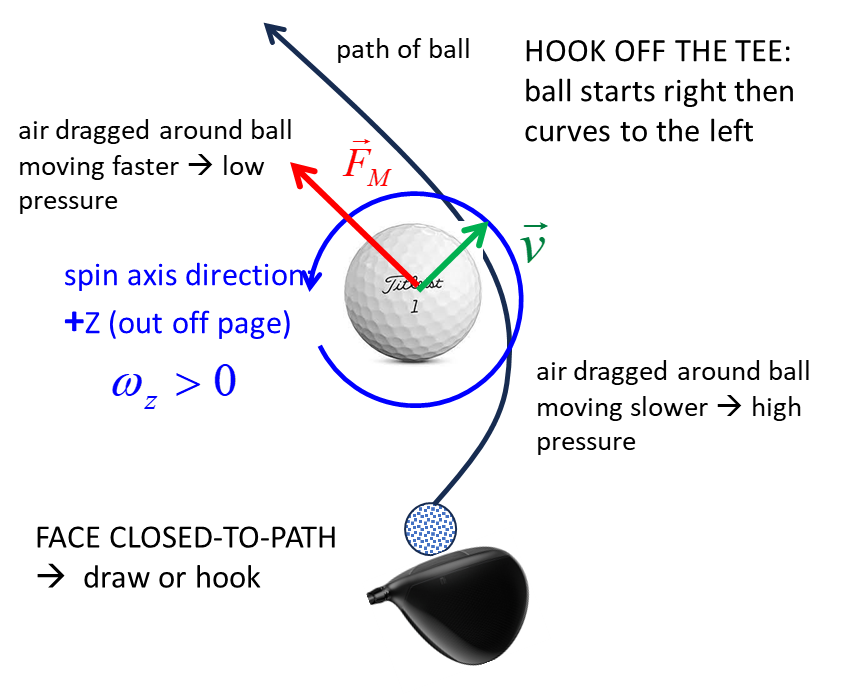 path of ball
HOOK OFF THE TEE:
ball starts right then
curves to the left
air dragged around ball
moving faster → low
pressure
F⃗_M
v⃗
spin axis direction:
+Z (out off page)
ω_z > 0
Titleist
1
air dragged around ball
moving slower → high
pressure
FACE CLOSED-TO-PATH
→ draw or hook